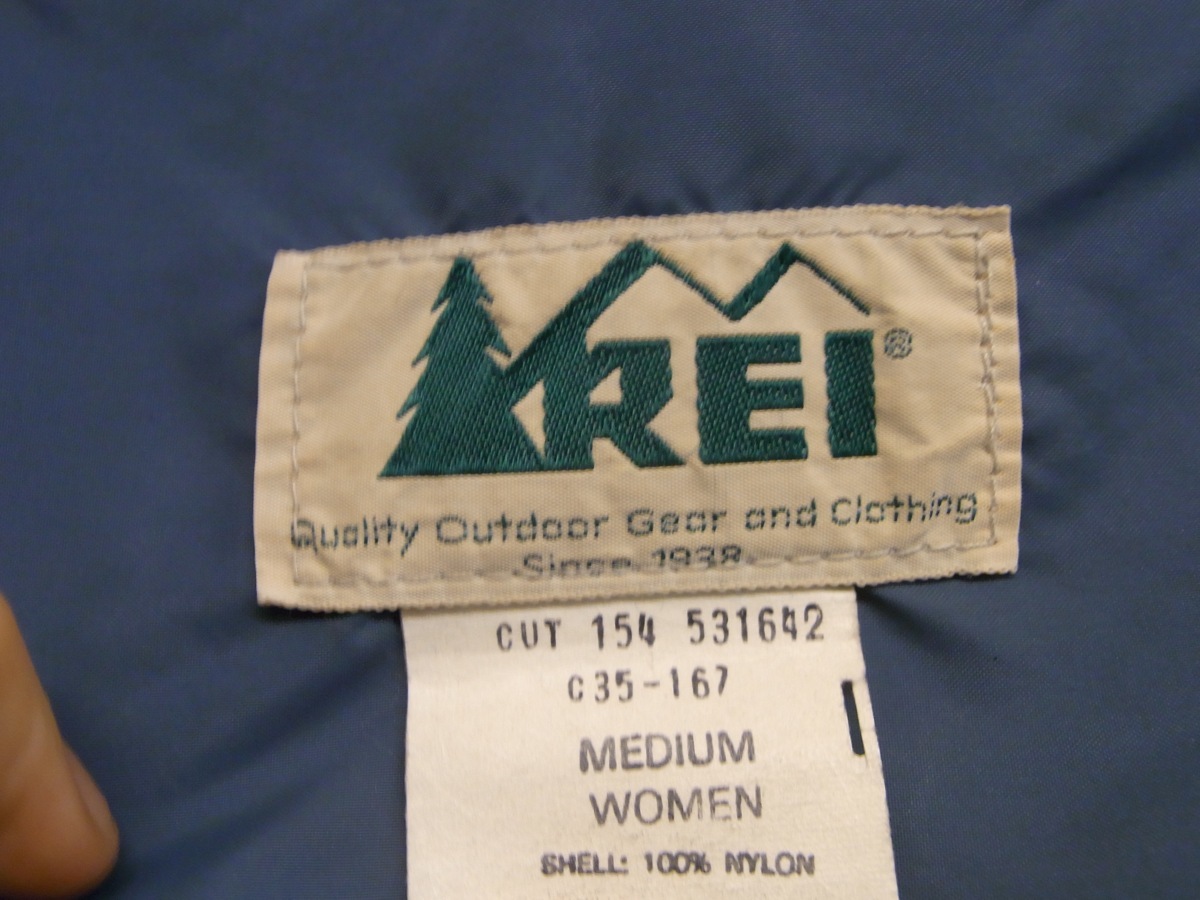 REI®
Quality Outdoor Gear and Clothing
Since 1938
CUT 154 531642
C35-167
MEDIUM
WOMEN
SHELL: 100% NYLON